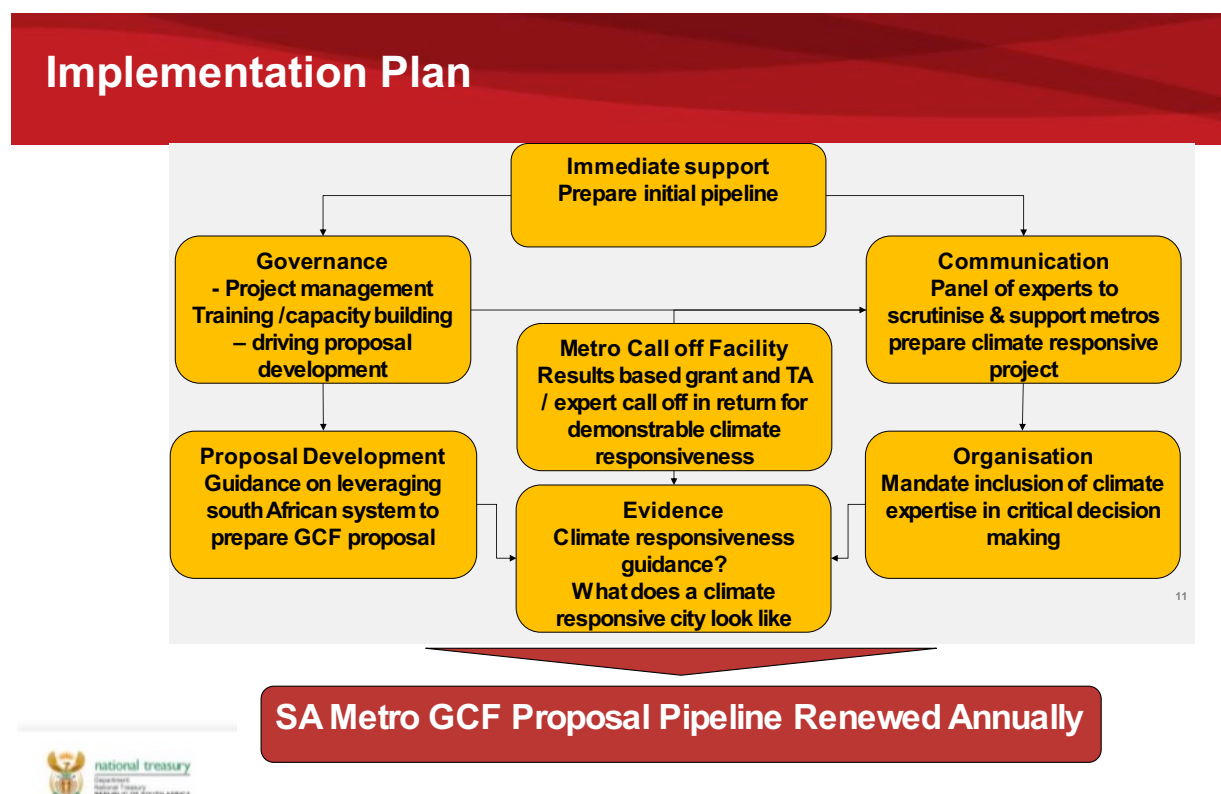 Implementation Plan
Immediate support
Prepare initial pipeline
Governance
- Project management
Training /capacity building
– driving proposal
development
Communication
Panel of experts to
scrutinise & support metros
prepare climate responsive
project
Metro Call off Facility
Results based grant and TA
/ expert call off in return for
demonstrable climate
responsiveness
Proposal Development
Guidance on leveraging
south African system to
prepare GCF proposal
Organisation
Mandate inclusion of climate
expertise in critical decision
making
Evidence
Climate responsiveness
guidance?
What does a climate
responsive city look like
11
SA Metro GCF Proposal Pipeline Renewed Annually
national treasury
Department
National Treasury
REPUBLIC OF SOUTH AFRICA